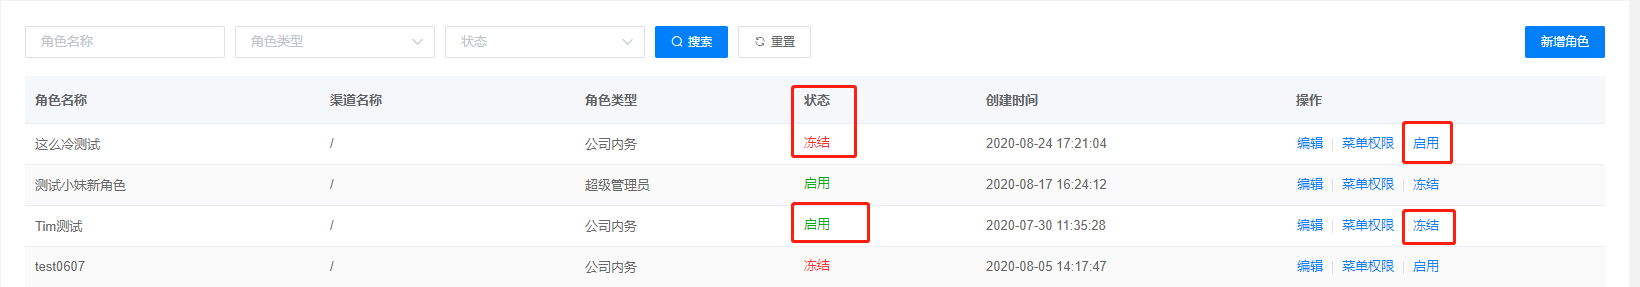 角色名称 角色类型 状态 搜索 重置 新增角色
角色名称 渠道名称 角色类型 状态 创建时间 操作
这么冷测试 / 公司内务 冻结 2020-08-24 17:21:04 编辑 菜单权限 启用
测试小妹新角色 / 超级管理员 启用 2020-08-17 16:24:12 编辑 菜单权限 冻结
Tim测试 / 公司内务 启用 2020-07-30 11:35:28 编辑 菜单权限 冻结
test0607 / 公司内务 冻结 2020-08-05 14:17:47 编辑 菜单权限 启用